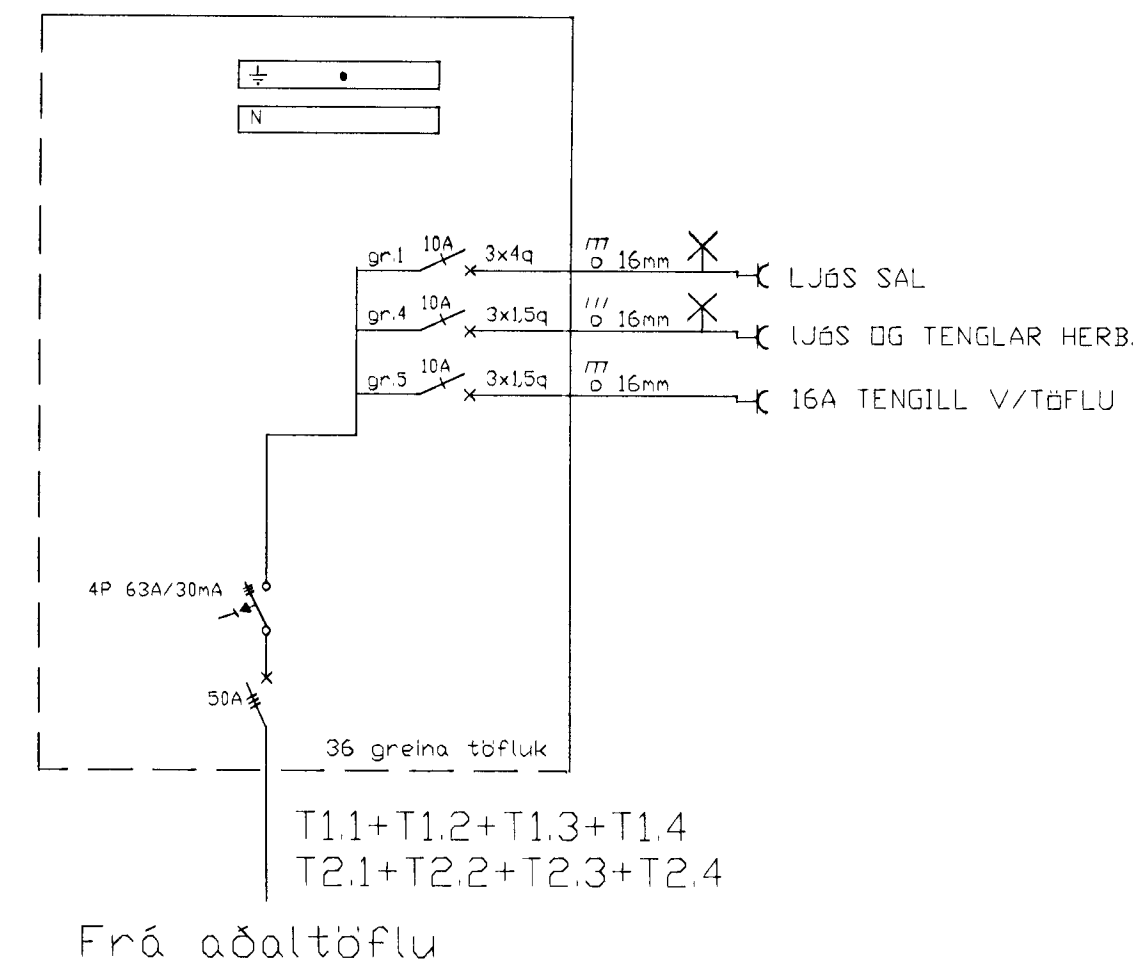 N
gr.1 10A 3x4q 16mm LJóS SAL
gr.4 10A 3x1,5q 16mm lJóS OG TENGLAR HERB.
gr.5 10A 3x1,5q 16mm 16A TENGILL V/TöFLU
4P 63A/30mA
50A
36 greina töfluk
T1.1+T1.2+T1.3+T1.4
T2.1+T2.2+T2.3+T2.4
Frá aðaltöflu